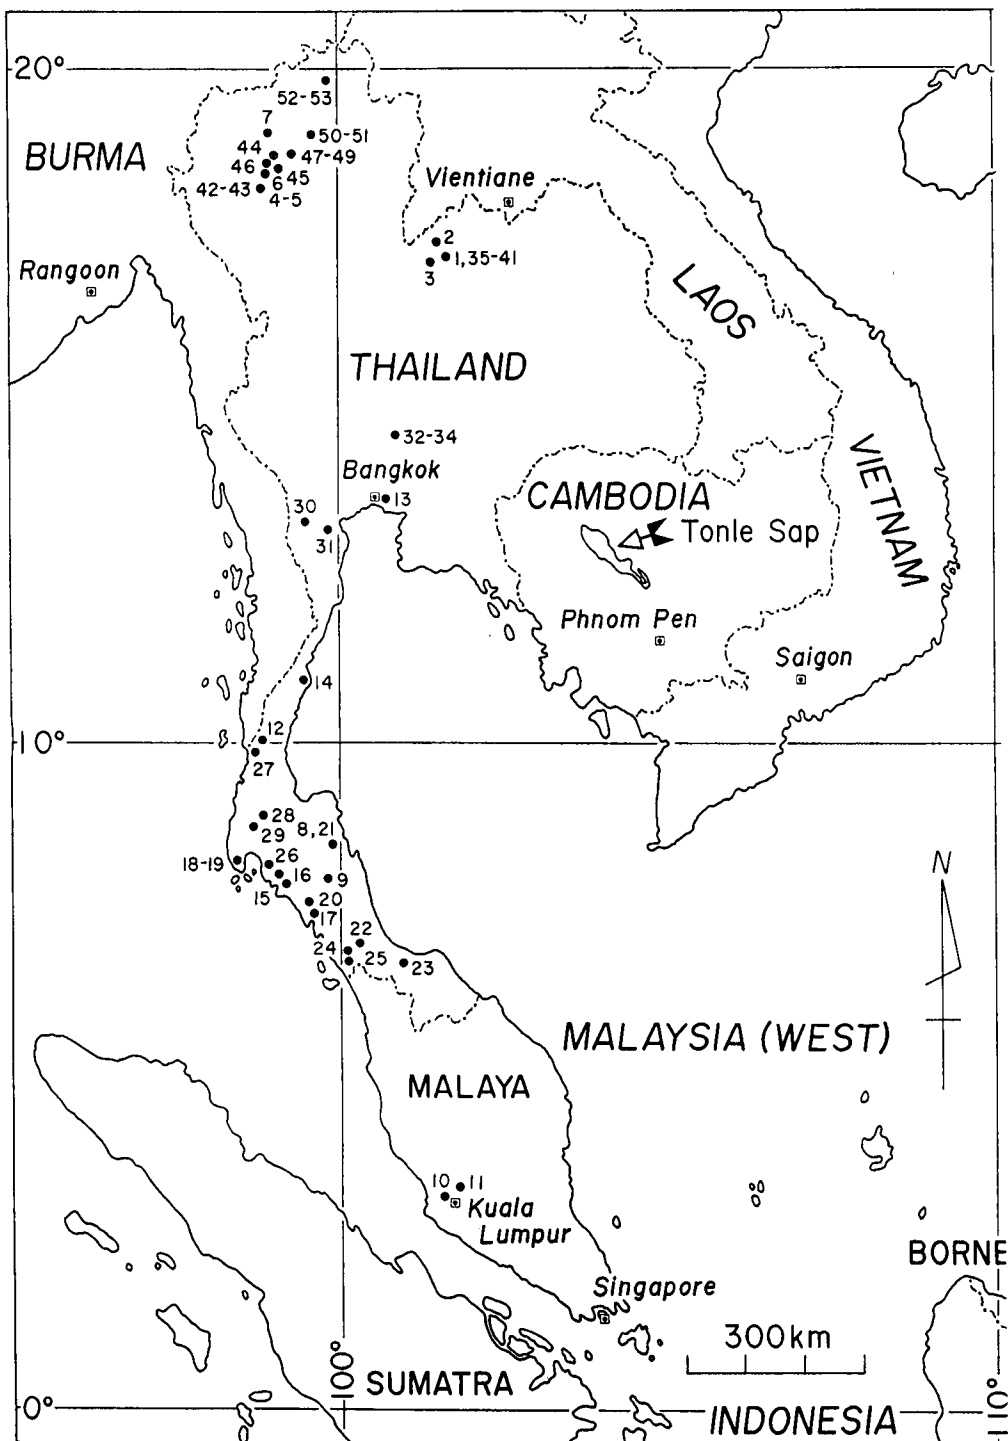 20°
52-53
7
50-51
BURMA
44
47-49
46
45
6
42-43
4-5
Vientiane
2
1,35-41
3
Rangoon
LAOS
THAILAND
32-34
VIETNAM
Bangkok
13
CAMBODIA
30
31
Tonle Sap
Phnom Pen
Saigon
14
12
10°
27
28
8,21
29
18-19
26
16
9
15
20
17
N
22
24
25
23
MALAYSIA (WEST)
MALAYA
10
11
Kuala
Lumpur
BORNE
Singapore
300km
100°
SUMATRA
110°
0°
INDONESIA